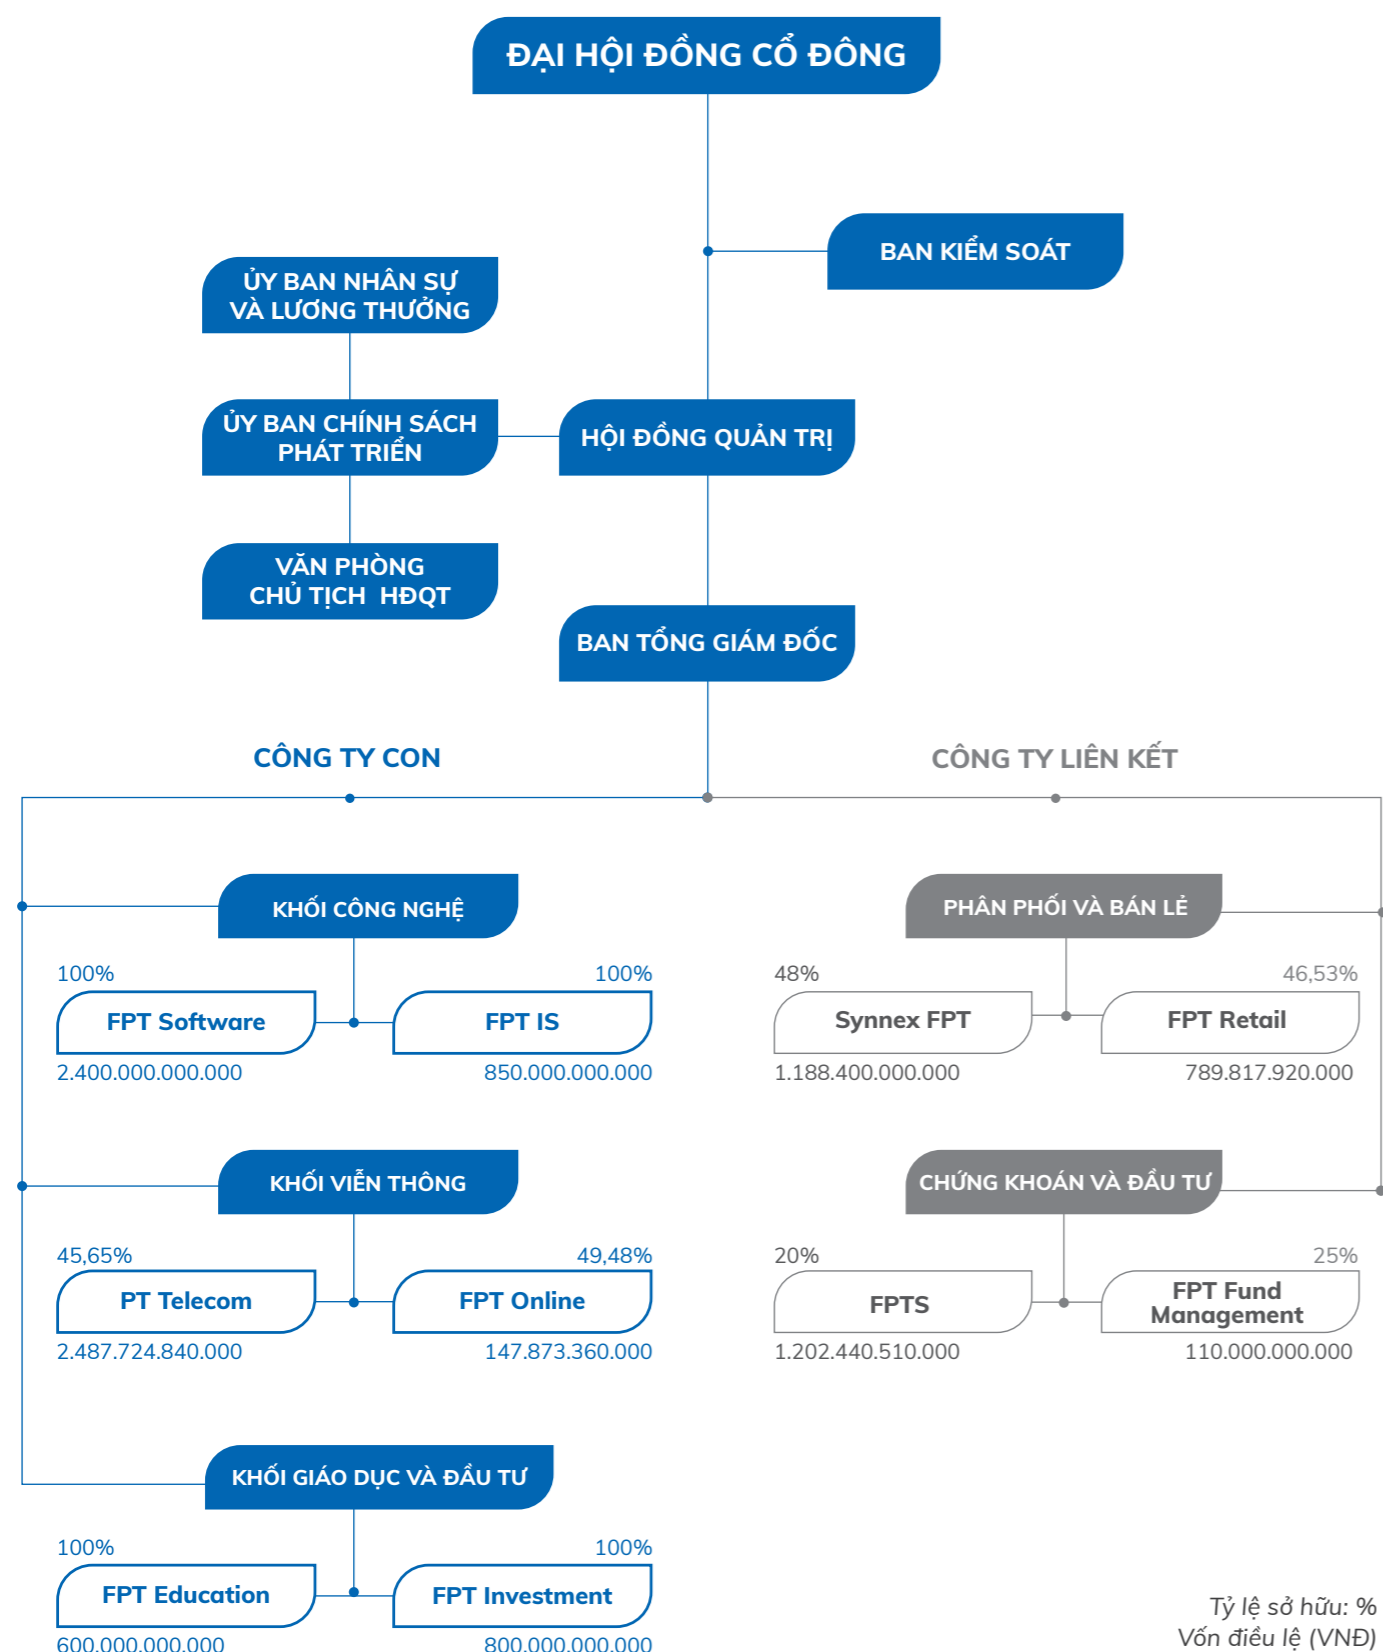 ĐẠI HỘI ĐỒNG CỔ ĐÔNG
BAN KIỂM SOÁT
ỦY BAN NHÂN SỰ
VÀ LƯƠNG THƯỞNG
ỦY BAN CHÍNH SÁCH
PHÁT TRIỂN
HỘI ĐỒNG QUẢN TRỊ
VĂN PHÒNG
CHỦ TỊCH HĐQT
BAN TỔNG GIÁM ĐỐC
CÔNG TY CON
CÔNG TY LIÊN KẾT
KHỐI CÔNG NGHỆ
100%
100%
FPT Software
FPT IS
2.400.000.000.000
850.000.000.000
PHÂN PHỐI VÀ BÁN LẺ
48%
46,53%
Synnex FPT
FPT Retail
1.188.400.000.000
789.817.920.000
KHỐI VIỄN THÔNG
45,65%
49,48%
PT Telecom
FPT Online
2.487.724.840.000
147.873.360.000
CHỨNG KHOÁN VÀ ĐẦU TƯ
20%
25%
FPTS
FPT Fund
Management
1.202.440.510.000
110.000.000.000
KHỐI GIÁO DỤC VÀ ĐẦU TƯ
100%
100%
FPT Education
FPT Investment
600.000.000.000
800.000.000.000
Tỷ lệ sở hữu: %
Vốn điều lệ (VNĐ)